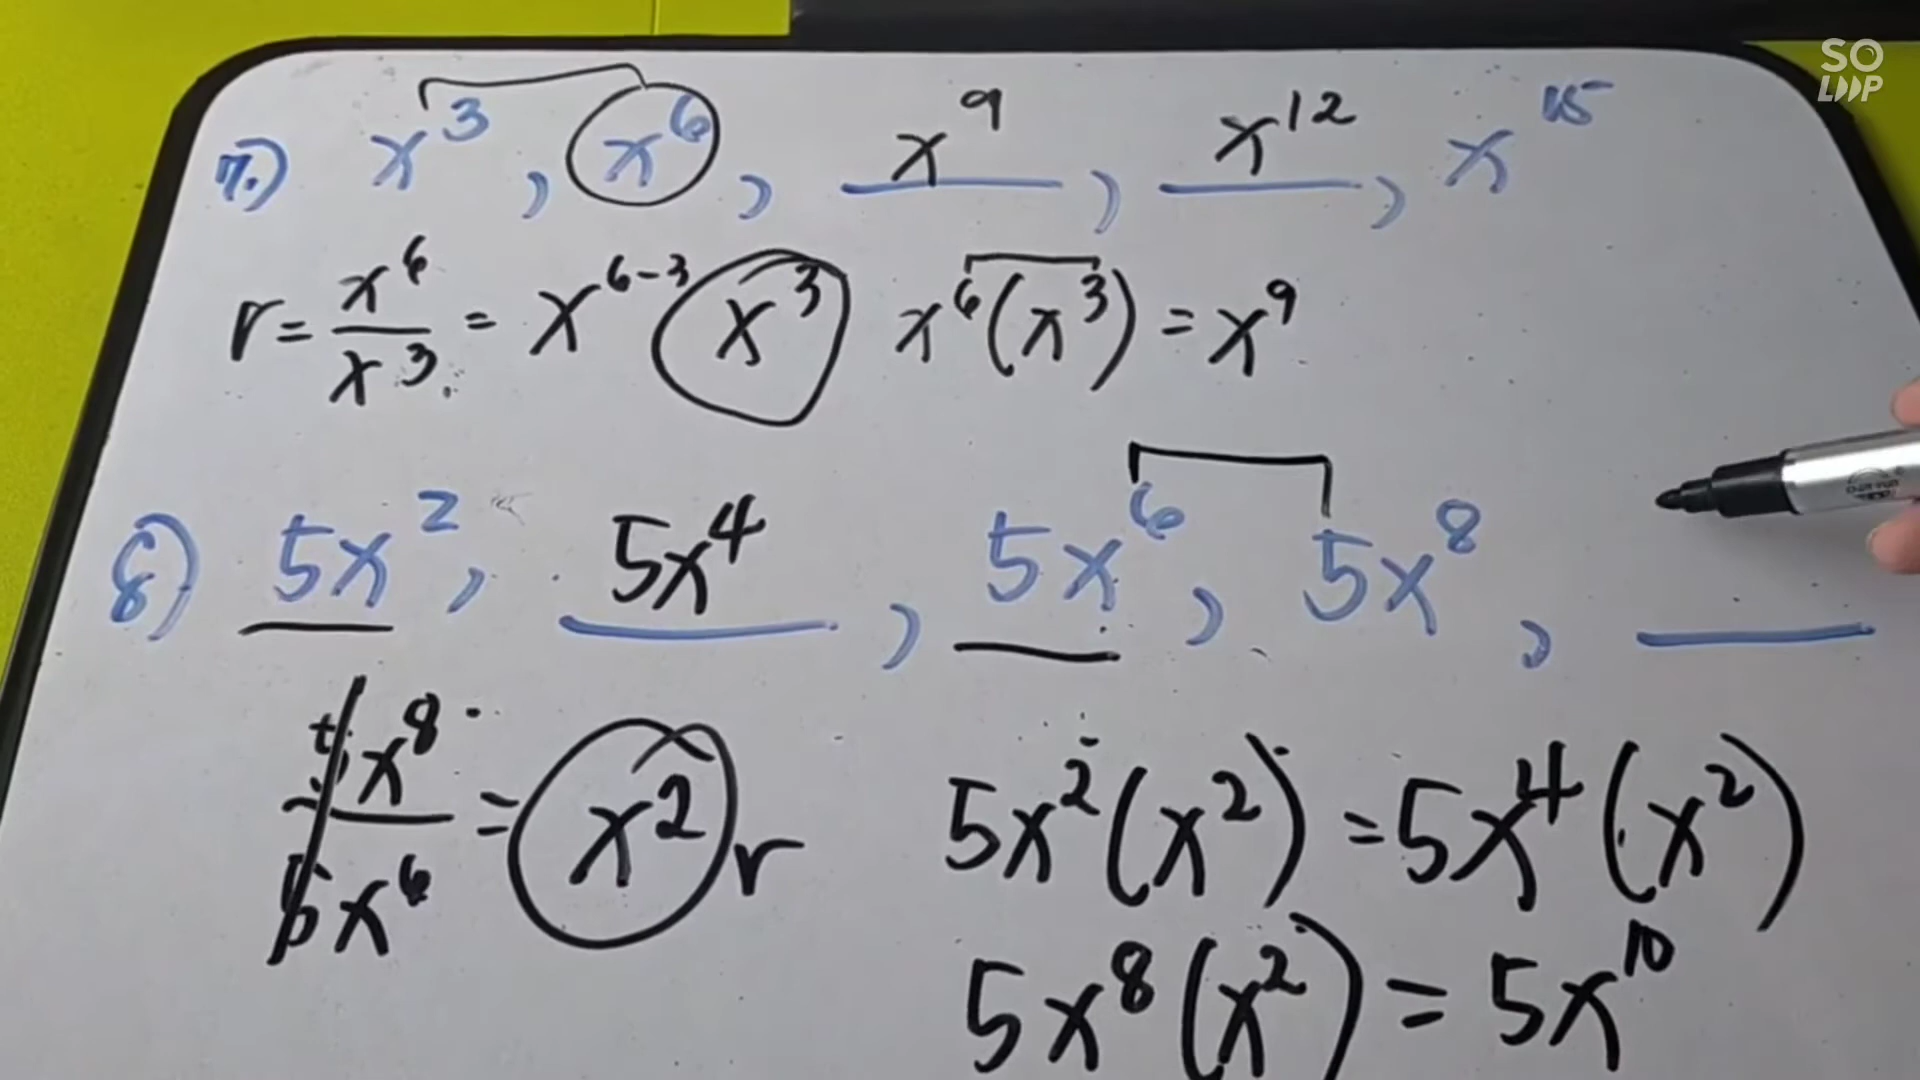 SO
LOOP
7.) x³, x⁶, x⁹, x¹², x¹⁵
r = x⁶/x³ = x⁶⁻³ x³ x⁶(x³) = x⁹
8) 5x², 5x⁴, 5x⁶, 5x⁸, ____
5x⁸/5x⁶ = x² r
5x²(x²) = 5x⁴(x²)
5x⁸(x²) = 5x¹⁰